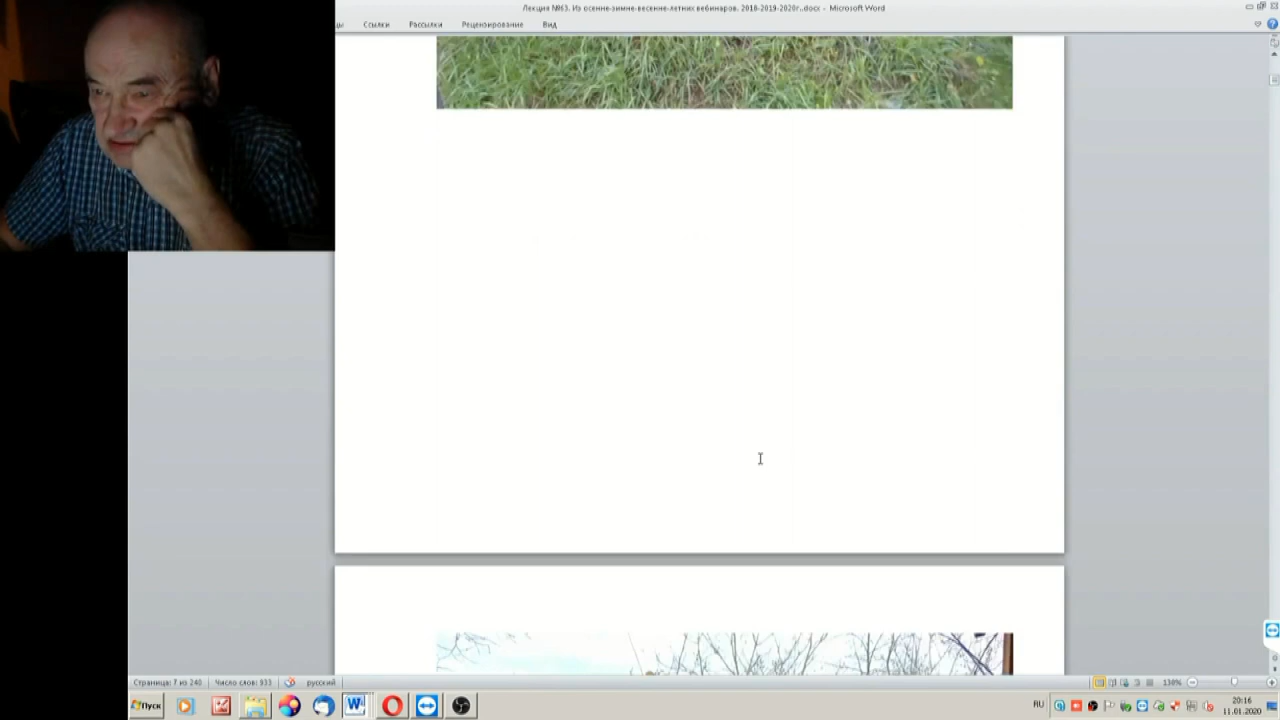 Лекция №63. Из осенне-зимне-весенне-летних вебинаров. 2018-2019-2020г..docx - Microsoft Word
Ссылки Рассылки Рецензирование Вид
Страница: 7 из 240 Число слов: 933 русский 138%
Пуск RU 20:16
11.01.2020